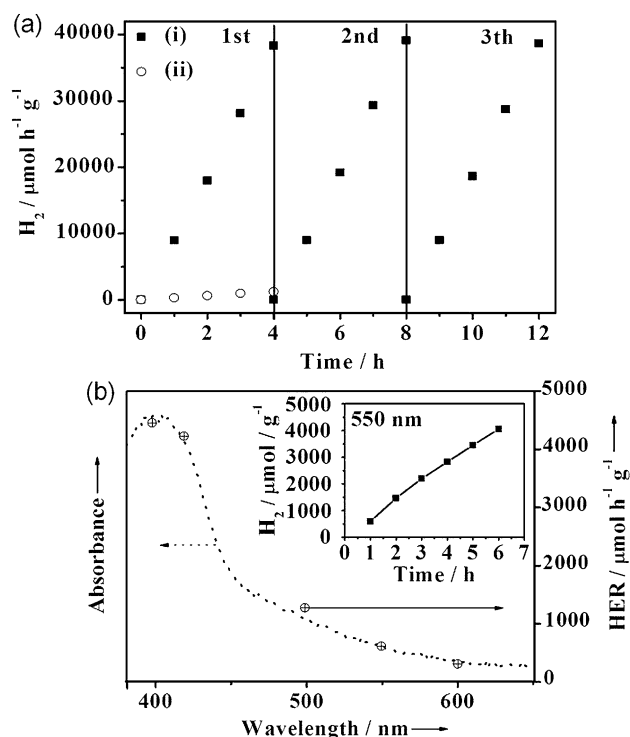 (a)
40000
30000
20000
10000
0
H₂ / μmol h⁻¹ g⁻¹
(i) 1st 2nd 3th
(ii)
0 2 4 6 8 10 12
Time / h
(b)
Absorbance
5000
4000
3000
2000
1000
0
HER / μmol h⁻¹ g⁻¹
550 nm
5000
4000
3000
2000
1000
0
H₂ / μmol / g⁻¹
0 1 2 3 4 5 6 7
Time / h
400 500 600
Wavelength / nm